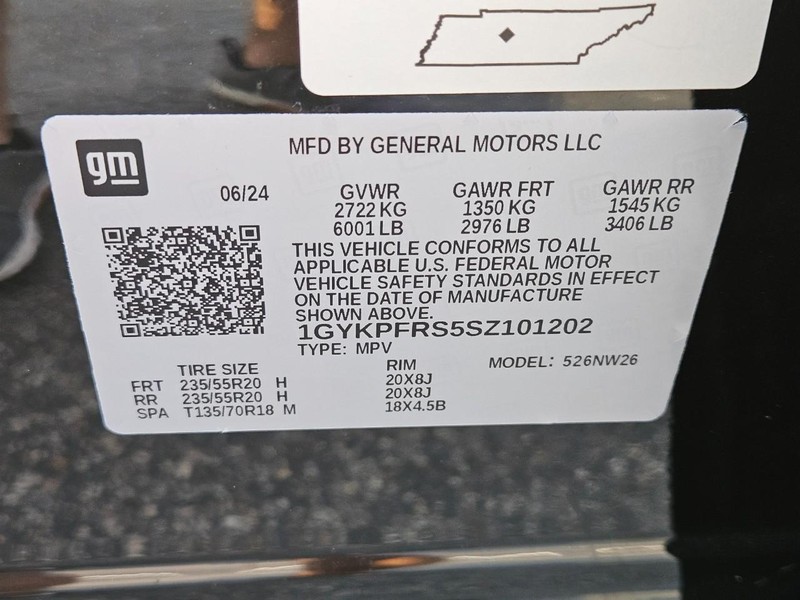 gm
MFD BY GENERAL MOTORS LLC
06/24 GVWR GAWR FRT GAWR RR
2722 KG 1350 KG 1545 KG
6001 LB 2976 LB 3406 LB
THIS VEHICLE CONFORMS TO ALL
APPLICABLE U.S. FEDERAL MOTOR
VEHICLE SAFETY STANDARDS IN EFFECT
ON THE DATE OF MANUFACTURE
SHOWN ABOVE.
1GYKPFRS5SZ101202
TYPE: MPV MODEL: 526NW26
TIRE SIZE RIM
FRT 235/55R20 H 20X8J
RR 235/55R20 H 20X8J
SPA T135/70R18 M 18X4.5B